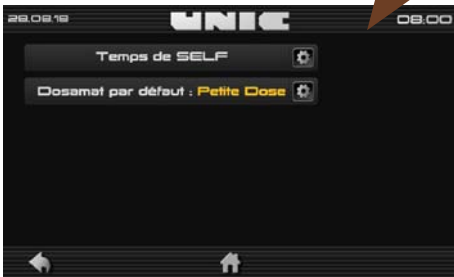 28.08.18 UNIC 08:00
Temps de SELF
Dosamat par défaut : Petite Dose